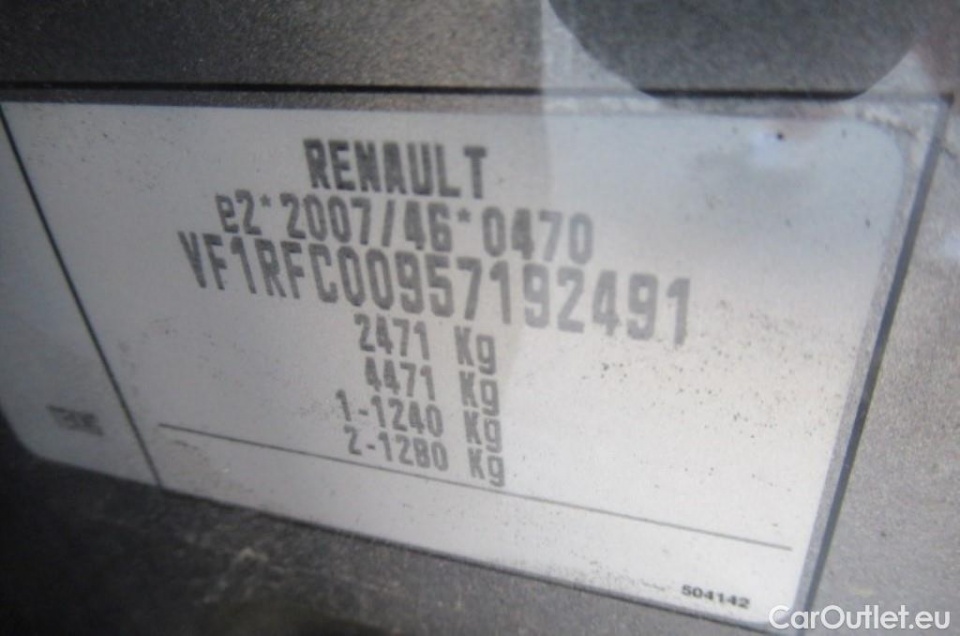 RENAULT
e2*2007/46*0470
VF1RFC00957192491
2471 Kg
4471 Kg
1-1240 Kg
2-1280 Kg
504142
CarOutlet.eu